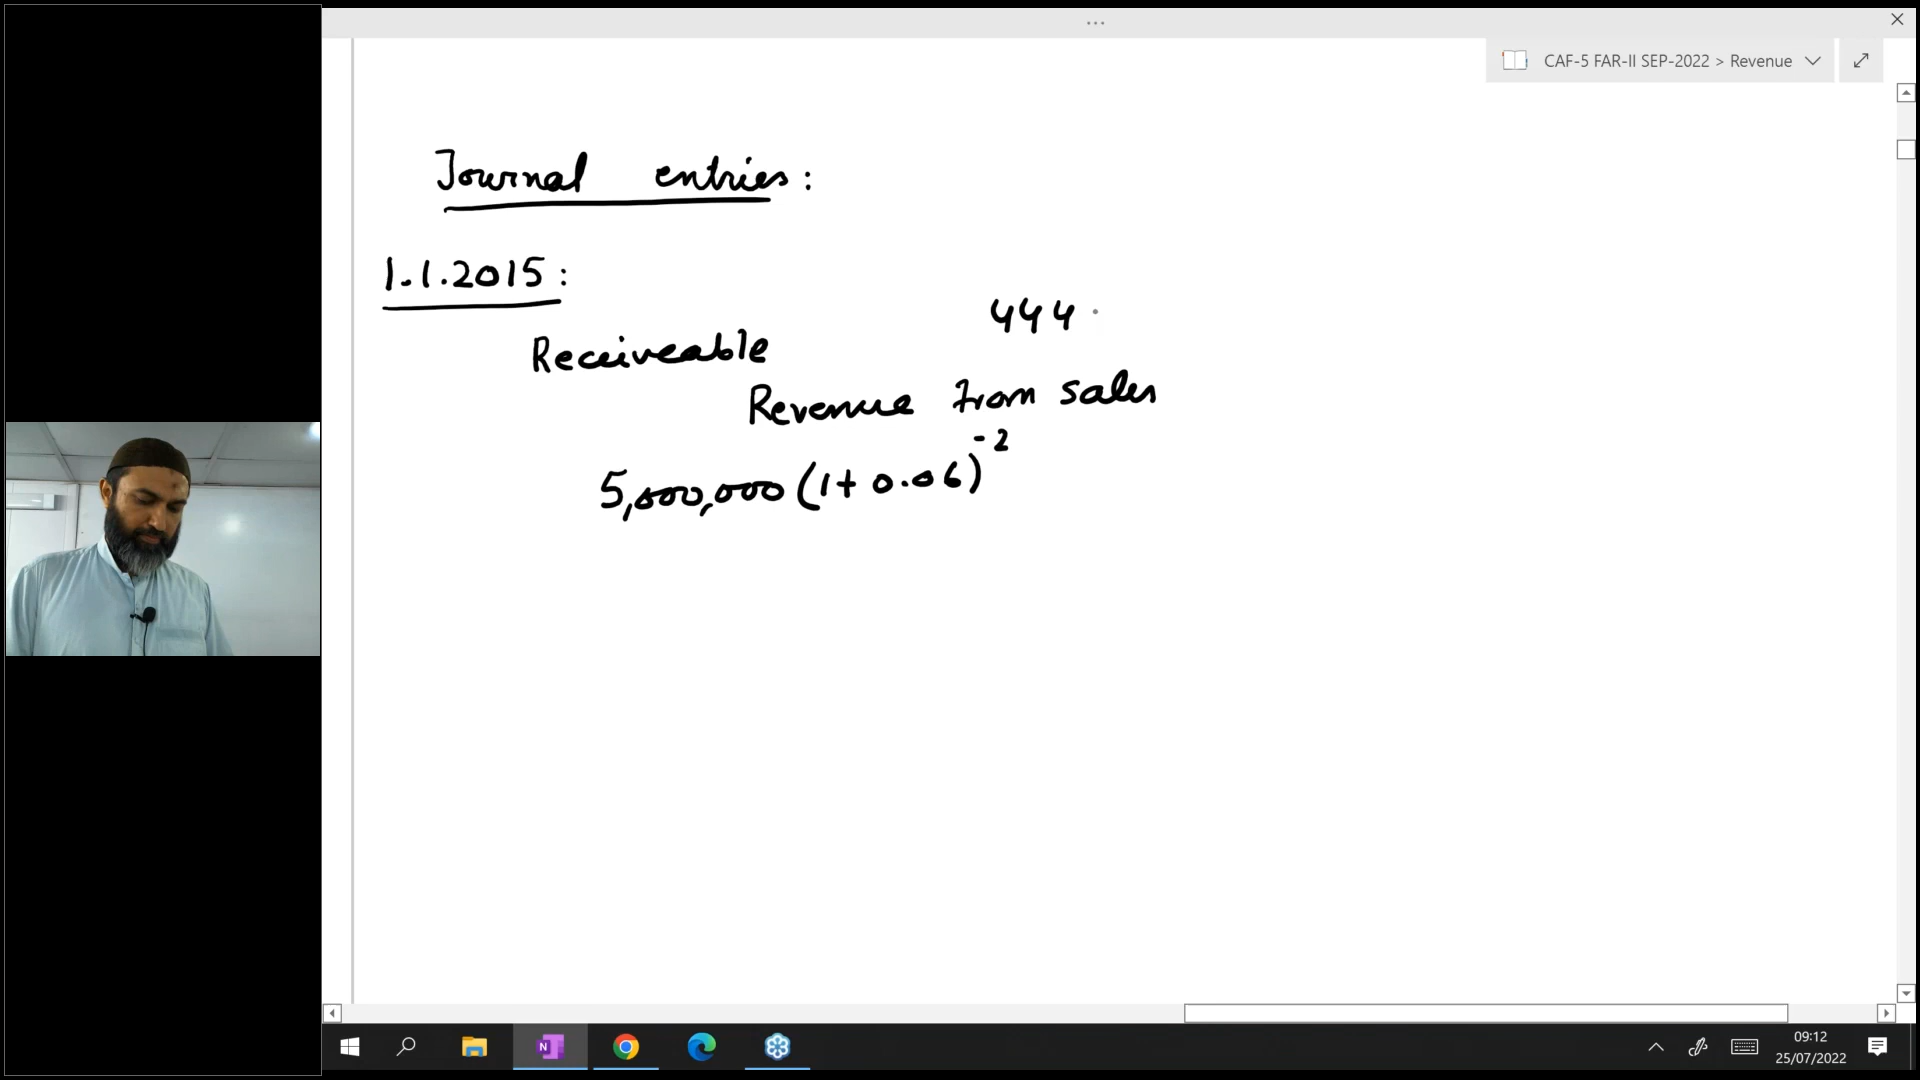 CAF-5 FAR-II SEP-2022 > Revenue
Journal entries:
1.1.2015:
Receiveable 444
Revenue from sales
5,000,000 (1+0.06)-2
09:12
25/07/2022